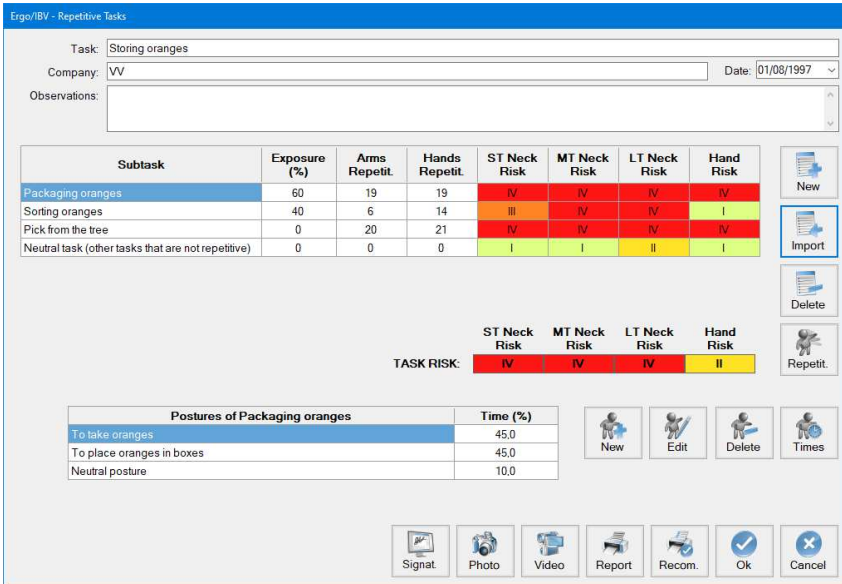 Ergo/IBV - Repetitive Tasks
Task: Storing oranges
Company: VV Date: 01/08/1997
Observations:
Subtask Exposure (%) Arms Repetit. Hands Repetit. ST Neck Risk MT Neck Risk LT Neck Risk Hand Risk
Packaging oranges 60 19 19 IV IV IV IV
Sorting oranges 40 6 14 III IV IV I
Pick from the tree 0 20 21 IV IV IV IV
Neutral task (other tasks that are not repetitive) 0 0 0 I I II I
New
Import
Delete
Repetit.
ST Neck Risk MT Neck Risk LT Neck Risk Hand Risk
TASK RISK: IV IV IV II
Postures of Packaging oranges Time (%)
To take oranges 45,0
To place oranges in boxes 45,0
Neutral posture 10,0
New Edit Delete Times
Signat. Photo Video Report Recom. Ok Cancel